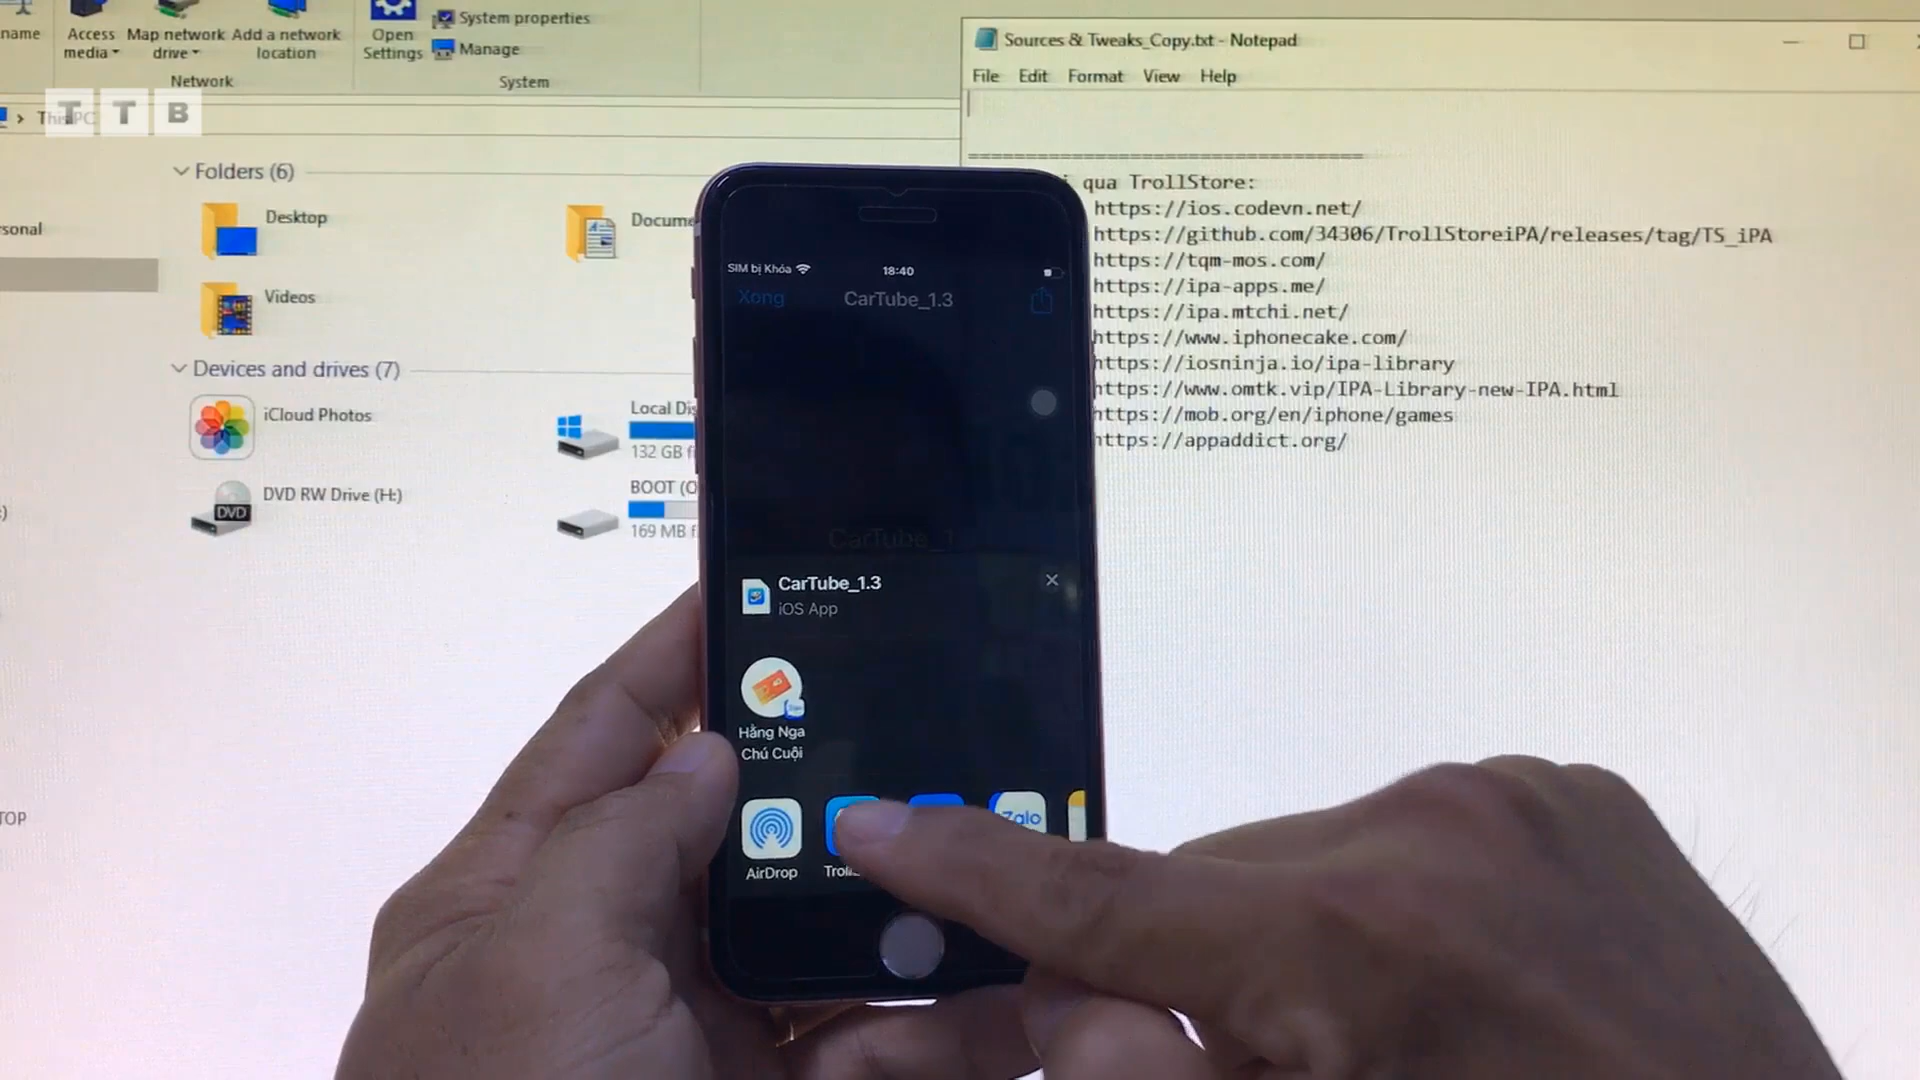 name
Access
media
Map network
drive
Add a network
location
Network
Open
Settings
System properties
Manage
System
T T B
This PC
Folders (6)
Desktop
Videos
sonal
Devices and drives (7)
iCloud Photos
DVD RW Drive (H:)
DVD
TOP
132 GB
169 MB
Sources & Tweaks_Copy.txt - Notepad
File Edit Format View Help
===================================
i qua TrollStore:
https://ios.codevn.net/
https://github.com/34306/TrollStoreiPA/releases/tag/TS_iPA
https://tqm-mos.com/
https://ipa-apps.me/
https://ipa.mtchi.net/
https://www.iphonecake.com/
https://iosninja.io/ipa-library
https://www.omtk.vip/IPA-Library-new-IPA.html
https://mob.org/en/iphone/games
https://appaddict.org/
SIM bị Khóa
18:40
Xong
CarTube_1.3
CarTube_1
CarTube_1.3
iOS App
Hằng Nga
Chú Cuội
Zalo
AirDrop